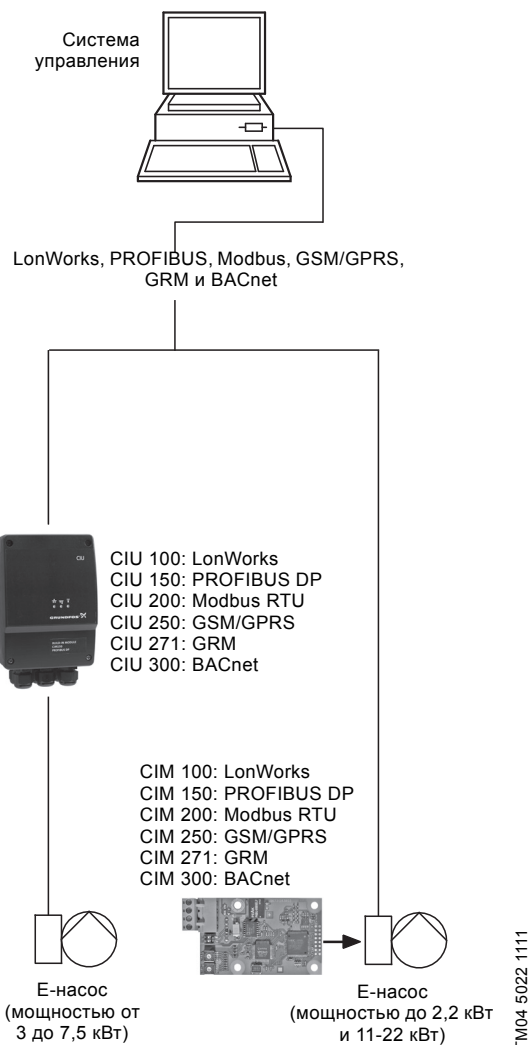 Система
управления
LonWorks, PROFIBUS, Modbus, GSM/GPRS,
GRM и BACnet
CIU
GRUNDFOS
CIU 100: LonWorks
CIU 150: PROFIBUS DP
CIU 200: Modbus RTU
CIU 250: GSM/GPRS
CIU 271: GRM
CIU 300: BACnet
CIM 100: LonWorks
CIM 150: PROFIBUS DP
CIM 200: Modbus RTU
CIM 250: GSM/GPRS
CIM 271: GRM
CIM 300: BACnet
Е-насос
(мощностью от
3 до 7,5 кВт)
Е-насос
(мощностью до 2,2 кВт
и 11-22 кВт)
TM04 5022 1111